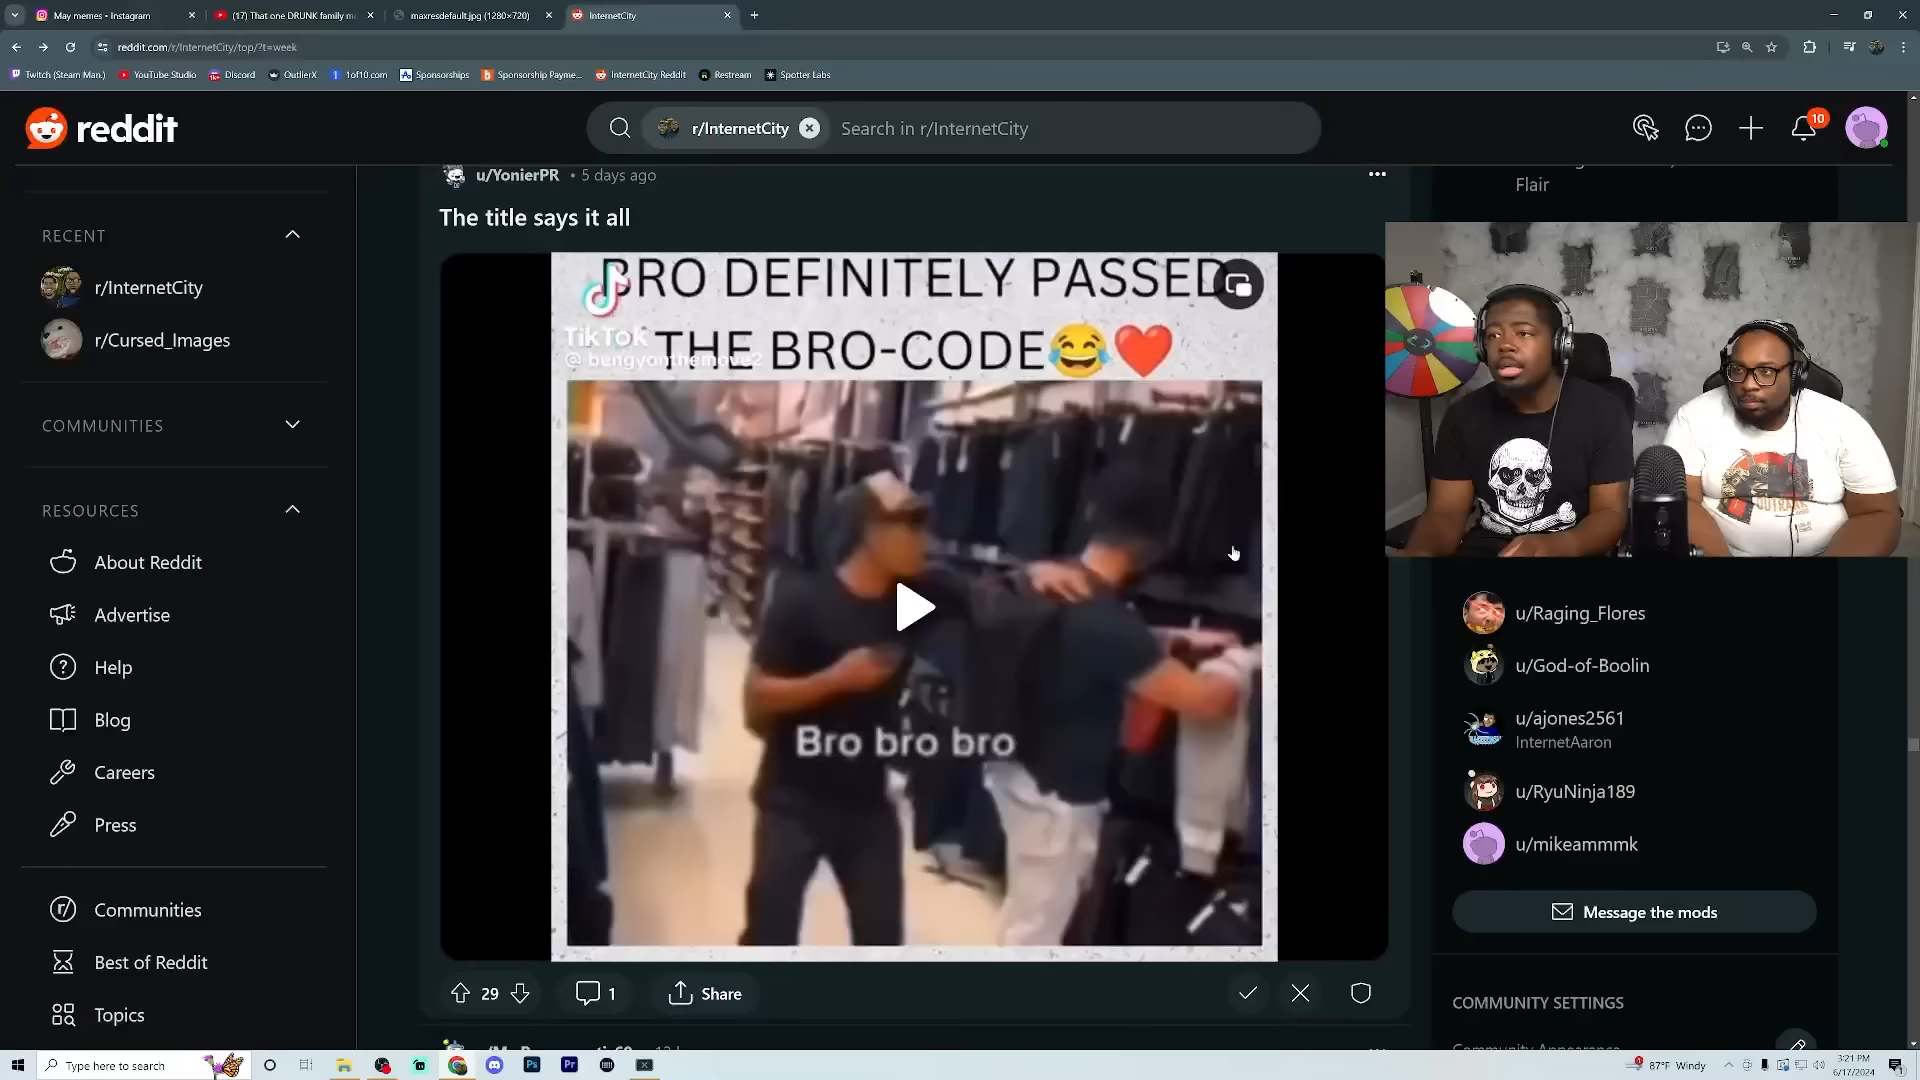 May memes - Instagram
(17) That one DRUNK family m
maxresdefault.jpg (1280×720)
InternetCity
reddit.com/r/InternetCity/top/?t=week
Twitch (Steam Man.)
YouTube Studio
Discord
OutlierX
1of10.com
Sponsorships
Sponsorship Payme...
InternetCity Reddit
Restream
Spotter Labs
reddit
r/InternetCity
Search in r/InternetCity
10
RECENT
r/InternetCity
r/Cursed_Images
COMMUNITIES
RESOURCES
About Reddit
Advertise
Help
Blog
Careers
Press
Communities
Best of Reddit
Topics
u/YonierPR • 5 days ago
The title says it all
BRO DEFINITELY PASSED
THE BRO-CODE😂❤️
TikTok
@bengyonthemove2
Bro bro bro
29
1
Share
Flair
u/Raging_Flores
u/God-of-Boolin
u/ajones2561
InternetAaron
u/RyuNinja189
u/mikeammmk
Message the mods
COMMUNITY SETTINGS
Community Appearance
Type here to search
87°F Windy
3:21 PM
6/17/2024